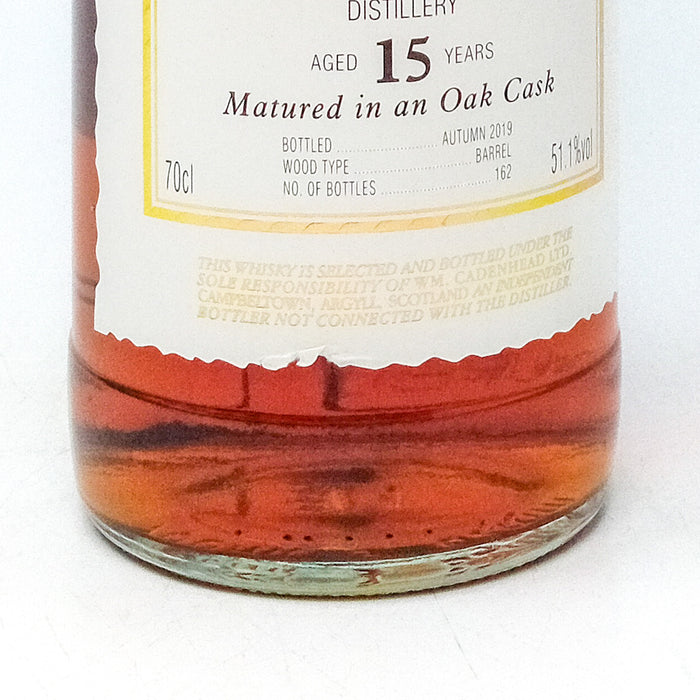 DISTILLERY
AGED 15 YEARS
Matured in an Oak Cask
BOTTLED ........................ AUTUMN 2019
WOOD TYPE ........................ BARREL
NO. OF BOTTLES ........................ 162
70cl
51.1%vol
THIS WHISKY IS SELECTED AND BOTTLED UNDER THE
SOLE RESPONSIBILITY OF WM. CADENHEAD LTD.
CAMPBELTOWN, ARGYLL, SCOTLAND AN INDEPENDENT
BOTTLER NOT CONNECTED WITH THE DISTILLER.